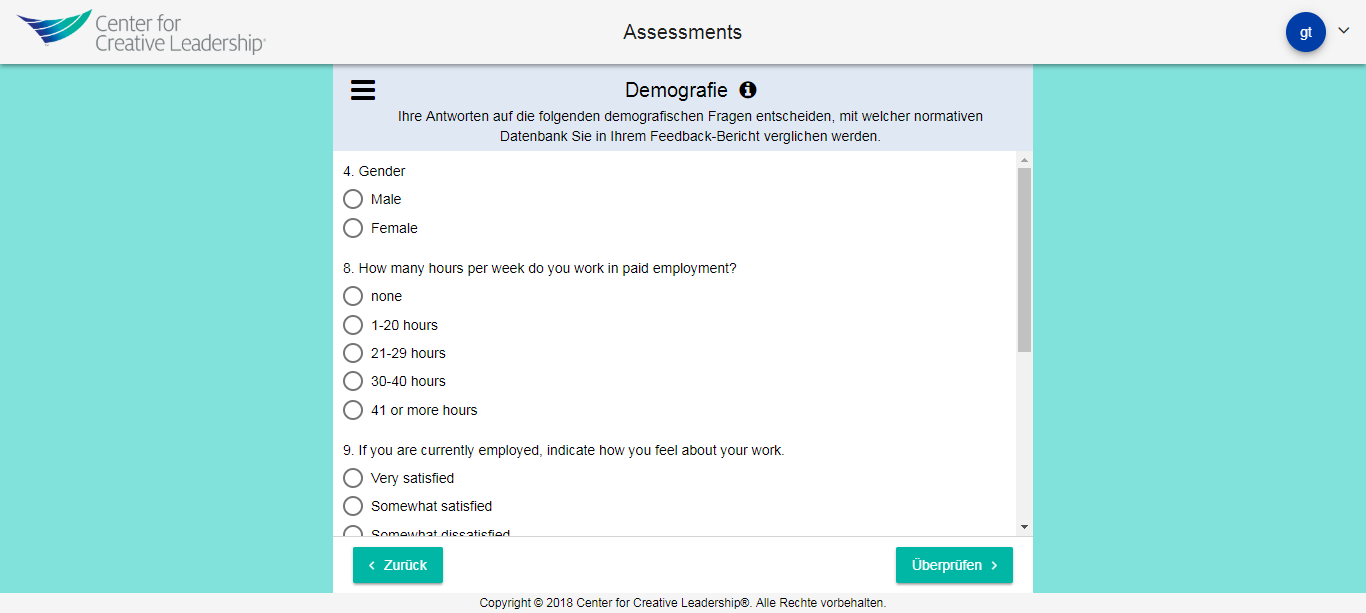 Center for
Creative Leadership®
Assessments
gt
Demografie
Ihre Antworten auf die folgenden demografischen Fragen entscheiden, mit welcher normativen
Datenbank Sie in Ihrem Feedback-Bericht verglichen werden.
4. Gender
Male
Female
8. How many hours per week do you work in paid employment?
none
1-20 hours
21-29 hours
30-40 hours
41 or more hours
9. If you are currently employed, indicate how you feel about your work.
Very satisfied
Somewhat satisfied
Somewhat dissatisfied
Zurück
Überprüfen
Copyright © 2018 Center for Creative Leadership®. Alle Rechte vorbehalten.